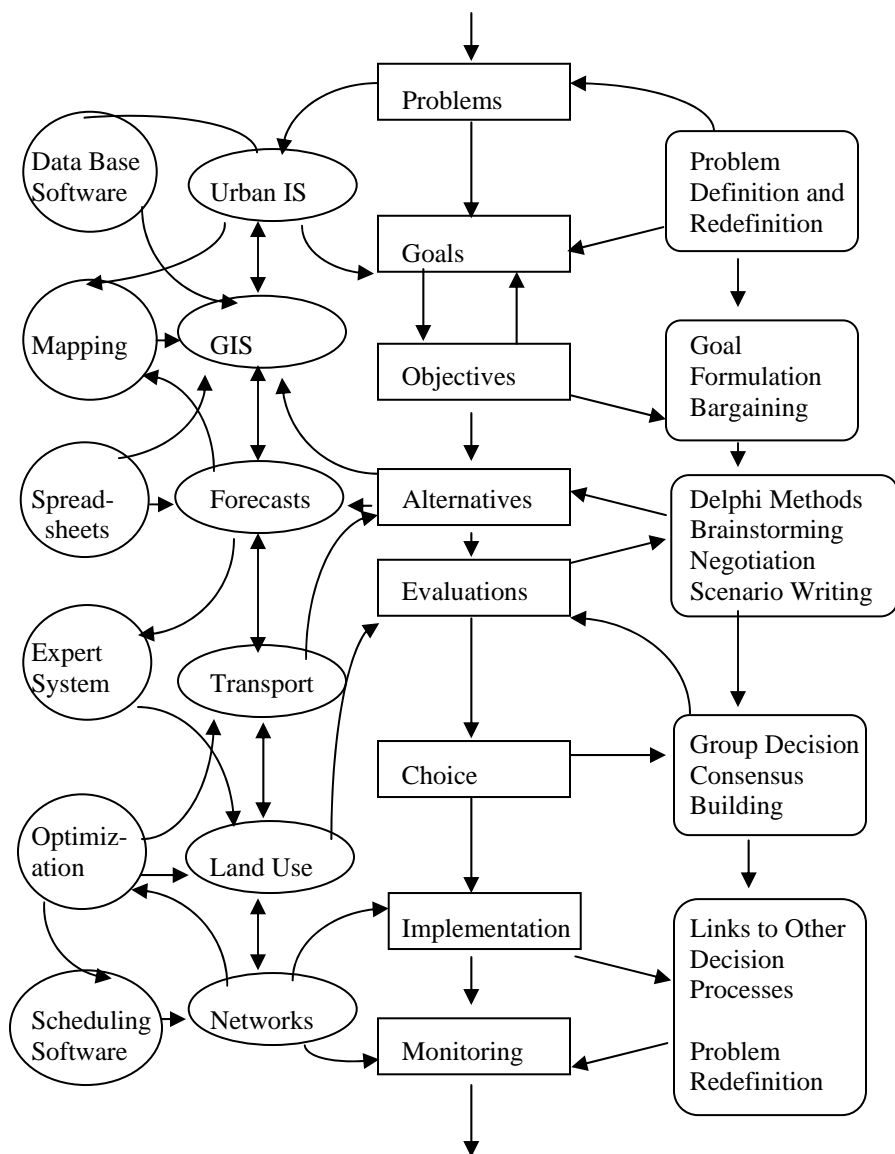 Problems
Data Base
Software
Urban IS
Problem
Definition and
Redefinition
Goals
Mapping
GIS
Objectives
Goal
Formulation
Bargaining
Spread-
sheets
Forecasts
Alternatives
Delphi Methods
Brainstorming
Negotiation
Scenario Writing
Evaluations
Expert
System
Transport
Choice
Group Decision
Consensus
Building
Optimiz-
ation
Land Use
Implementation
Links to Other
Decision
Processes
Problem
Redefinition
Scheduling
Software
Networks
Monitoring